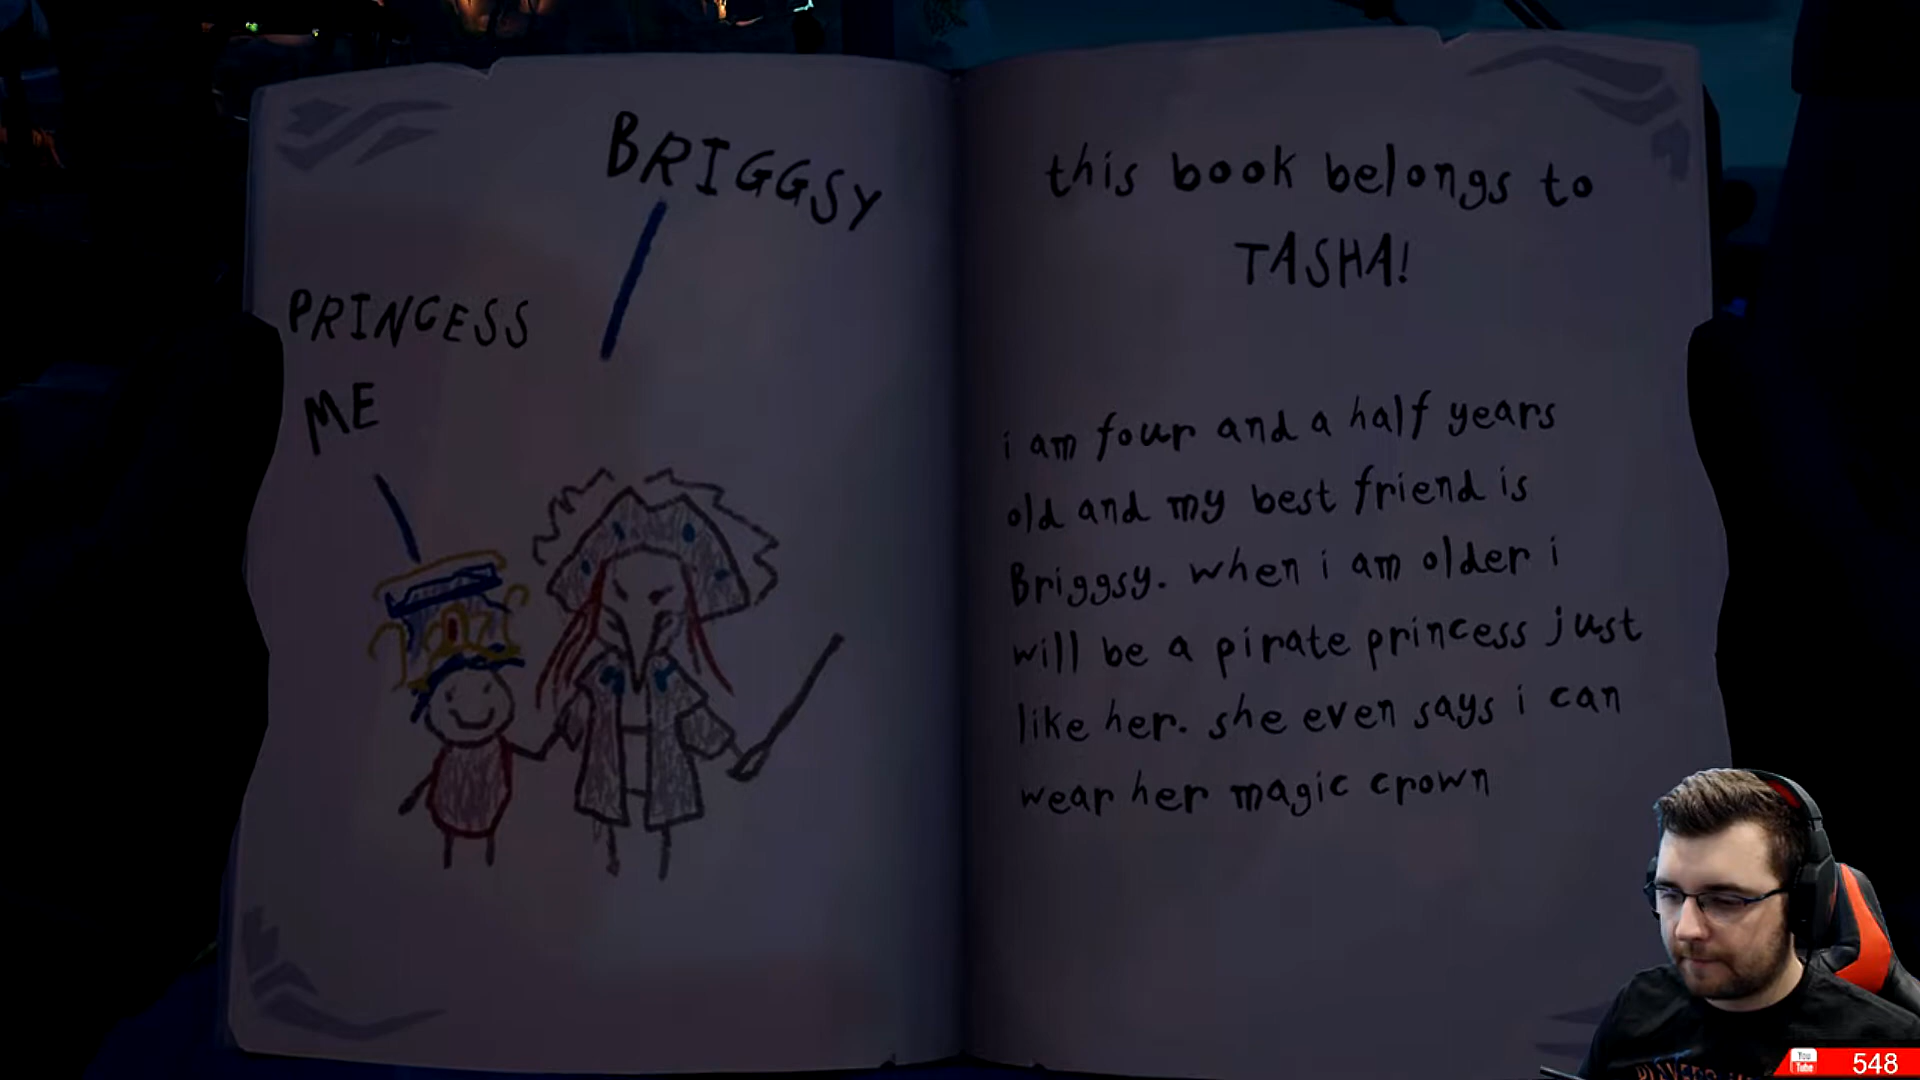 BRIGGSY
PRINCESS
ME
this book belongs to
TASHA!
i am four and a half years
old and my best friend is
Briggsy. when i am older i
will be a pirate princess just
like her. she even says i can
wear her magic crown
You
Tube
548